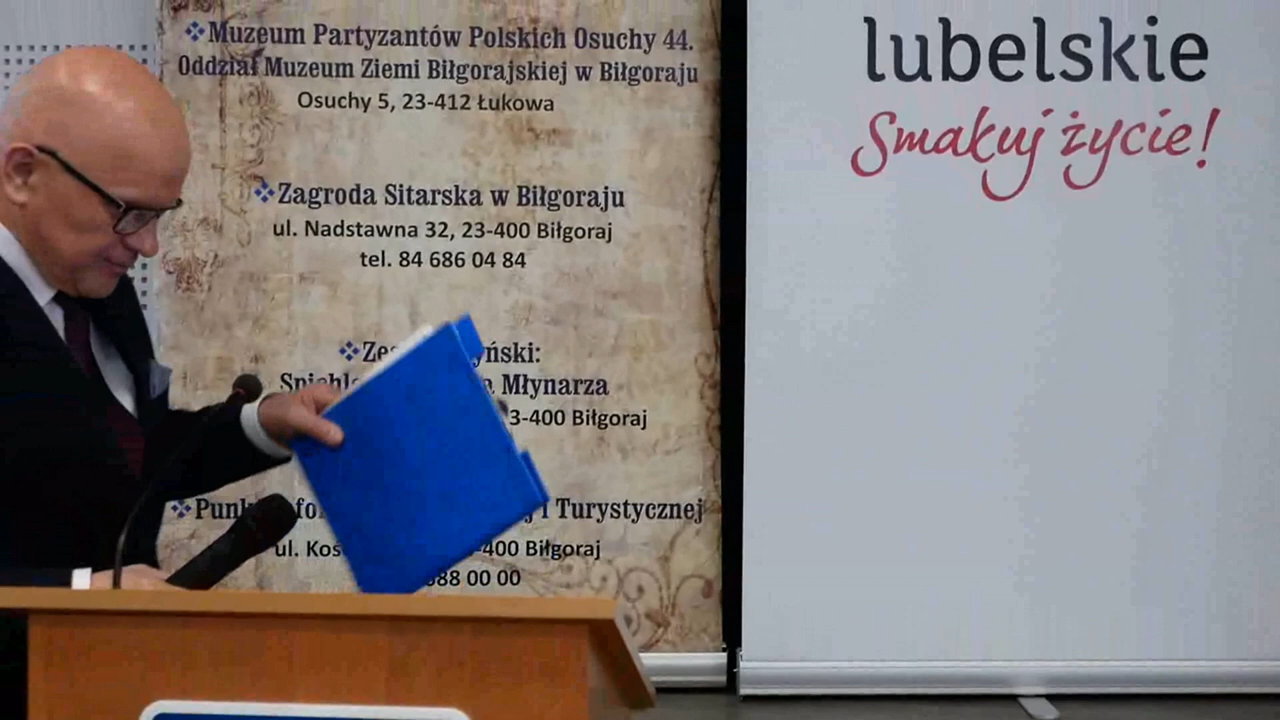 Muzeum Partyzantów Polskich Osuchy 44.
Oddział Muzeum Ziemi Biłgorajskiej w Biłgoraju
Osuchy 5, 23-412 Łukowa
Zagroda Sitarska w Biłgoraju
ul. Nadstawna 32, 23-400 Biłgoraj
tel. 84 686 04 84
Młynarza
3-400 Biłgoraj
i Turystycznej
ul. -400 Biłgoraj
688 00 00
lubelskie
Smakuj życie!